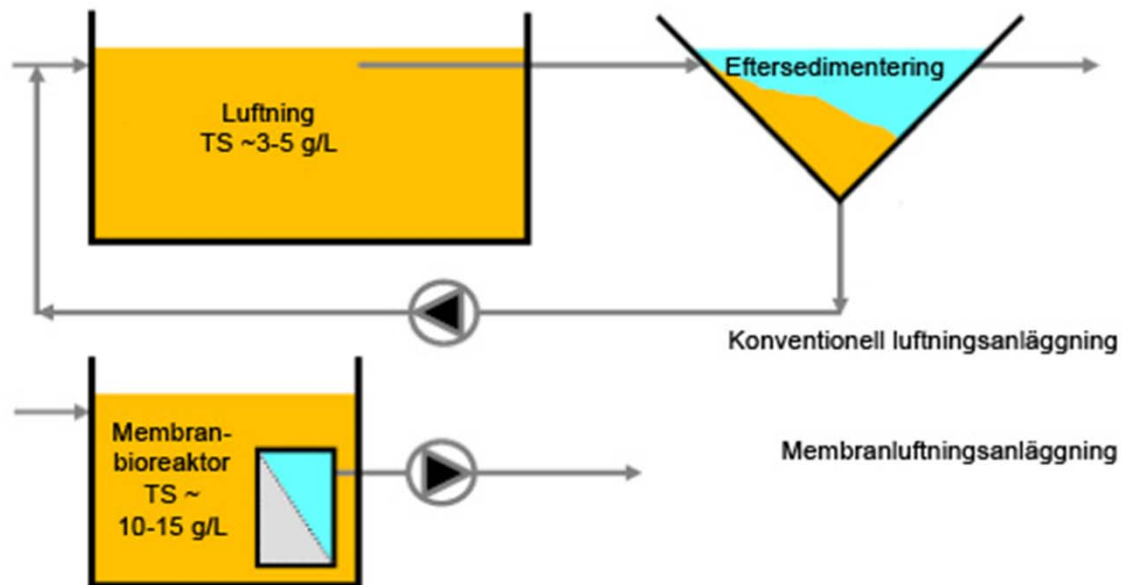 Luftning
TS ~3-5 g/L
Eftersedimentering
Konventionell luftningsanläggning
Membran-
bioreaktor
TS ~
10-15 g/L
Membranluftningsanläggning